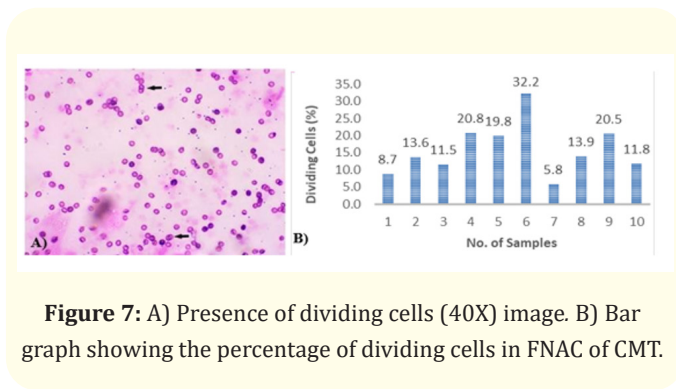 A)
B)
Dividing Cells (%)
35.0
30.0
25.0
20.0
15.0
10.0
5.0
0.0
8.7 13.6 11.5 20.8 19.8 32.2 5.8 13.9 20.5 11.8
1 2 3 4 5 6 7 8 9 10
No. of Samples
Figure 7: A) Presence of dividing cells (40X) image. B) Bar
graph showing the percentage of dividing cells in FNAC of CMT.